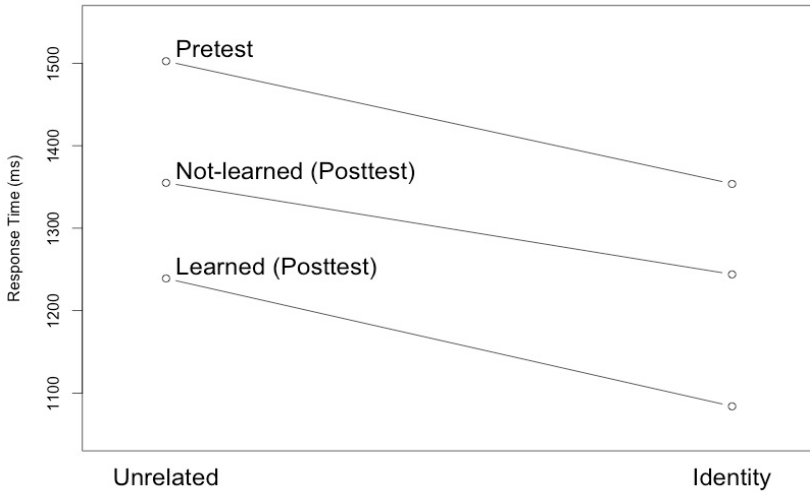 Pretest
1500
1400
Not-learned (Posttest)
1300
Learned (Posttest)
1200
1100
Response Time (ms)
Unrelated
Identity